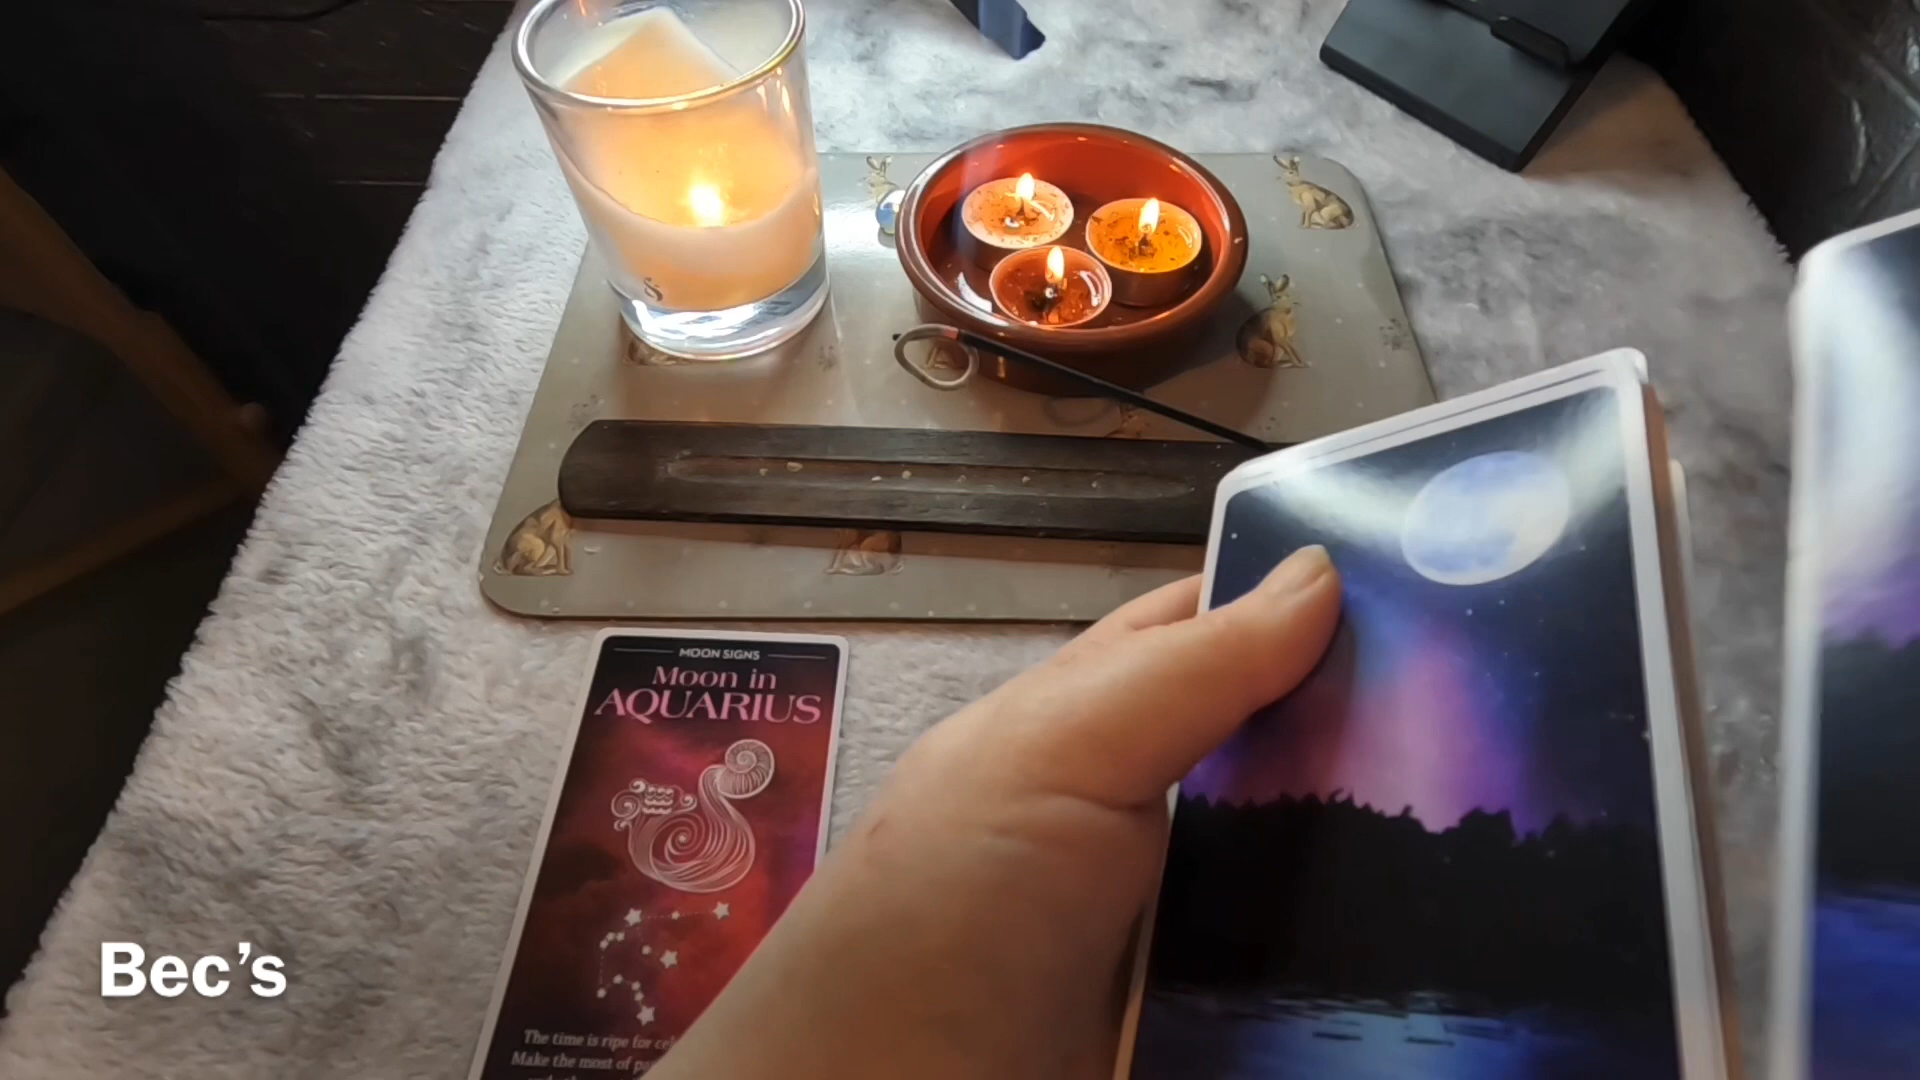 MOON SIGNS
Moon in
AQUARIUS
The time is ripe for
Make the most of
Bec's